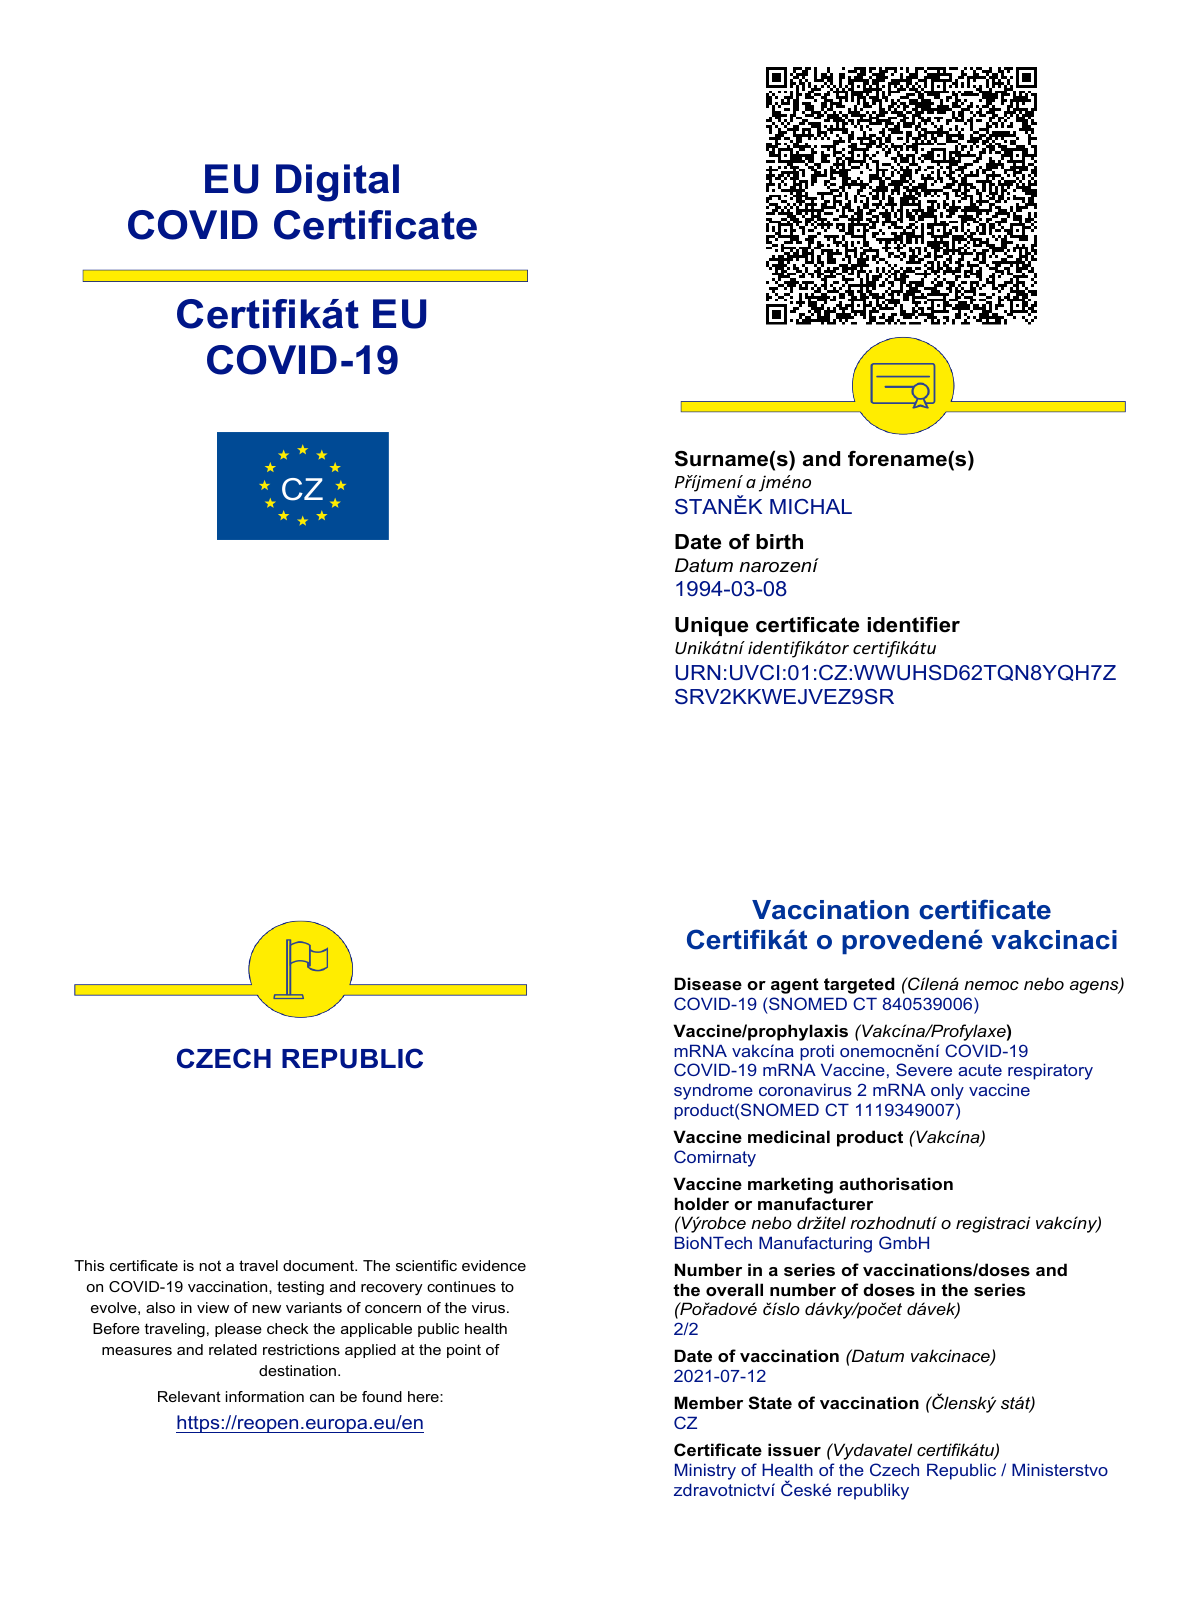 EU Digital
COVID Certificate
Certifikát EU
COVID-19
CZ
Surname(s) and forename(s)
Příjmení a jméno
STANĚK MICHAL
Date of birth
Datum narození
1994-03-08
Unique certificate identifier
Unikátní identifikátor certifikátu
URN:UVCI:01:CZ:WWUHSD62TQN8YQH7Z
SRV2KKWEJVEZ9SR
CZECH REPUBLIC
This certificate is not a travel document. The scientific evidence
on COVID-19 vaccination, testing and recovery continues to
evolve, also in view of new variants of concern of the virus.
Before traveling, please check the applicable public health
measures and related restrictions applied at the point of
destination.
Relevant information can be found here:
https://reopen.europa.eu/en
Vaccination certificate
Certifikát o provedené vakcinaci
Disease or agent targeted (Cílená nemoc nebo agens)
COVID-19 (SNOMED CT 840539006)
Vaccine/prophylaxis (Vakcína/Profylaxe)
mRNA vakcína proti onemocnění COVID-19
COVID-19 mRNA Vaccine, Severe acute respiratory
syndrome coronavirus 2 mRNA only vaccine
product(SNOMED CT 1119349007)
Vaccine medicinal product (Vakcína)
Comirnaty
Vaccine marketing authorisation
holder or manufacturer
(Výrobce nebo držitel rozhodnutí o registraci vakcíny)
BioNTech Manufacturing GmbH
Number in a series of vaccinations/doses and
the overall number of doses in the series
(Pořadové číslo dávky/počet dávek)
2/2
Date of vaccination (Datum vakcinace)
2021-07-12
Member State of vaccination (Členský stát)
CZ
Certificate issuer (Vydavatel certifikátu)
Ministry of Health of the Czech Republic / Ministerstvo
zdravotnictví České republiky